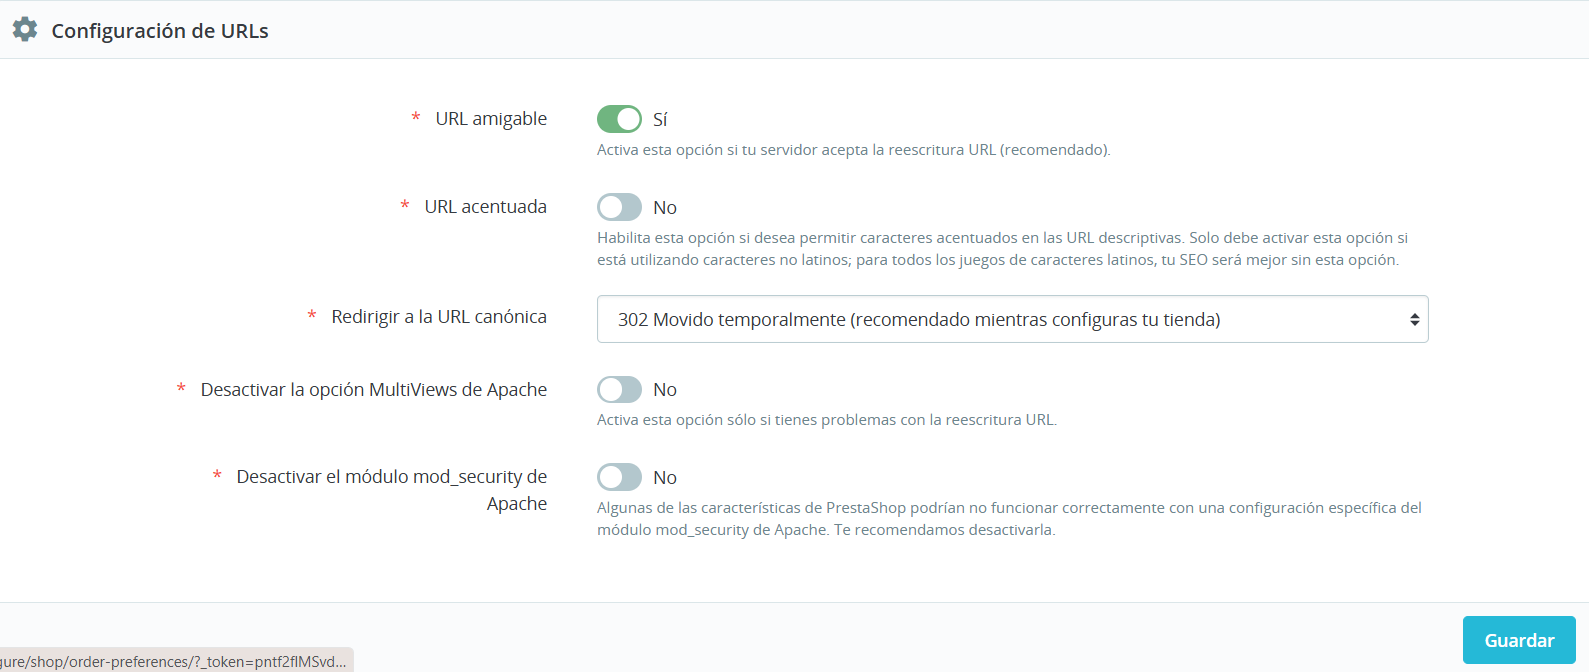 Configuración de URLs
* URL amigable
Sí
Activa esta opción si tu servidor acepta la reescritura URL (recomendado).
* URL acentuada
No
Habilita esta opción si desea permitir caracteres acentuados en las URL descriptivas. Solo debe activar esta opción si
está utilizando caracteres no latinos; para todos los juegos de caracteres latinos, tu SEO será mejor sin esta opción.
* Redirigir a la URL canónica
302 Movido temporalmente (recomendado mientras configuras tu tienda)
* Desactivar la opción MultiViews de Apache
No
Activa esta opción sólo si tienes problemas con la reescritura URL.
* Desactivar el módulo mod_security de
Apache
No
Algunas de las características de PrestaShop podrían no funcionar correctamente con una configuración específica del
módulo mod_security de Apache. Te recomendamos desactivarla.
Guardar
gure/shop/order-preferences/?_token=pntf2flMSvd...